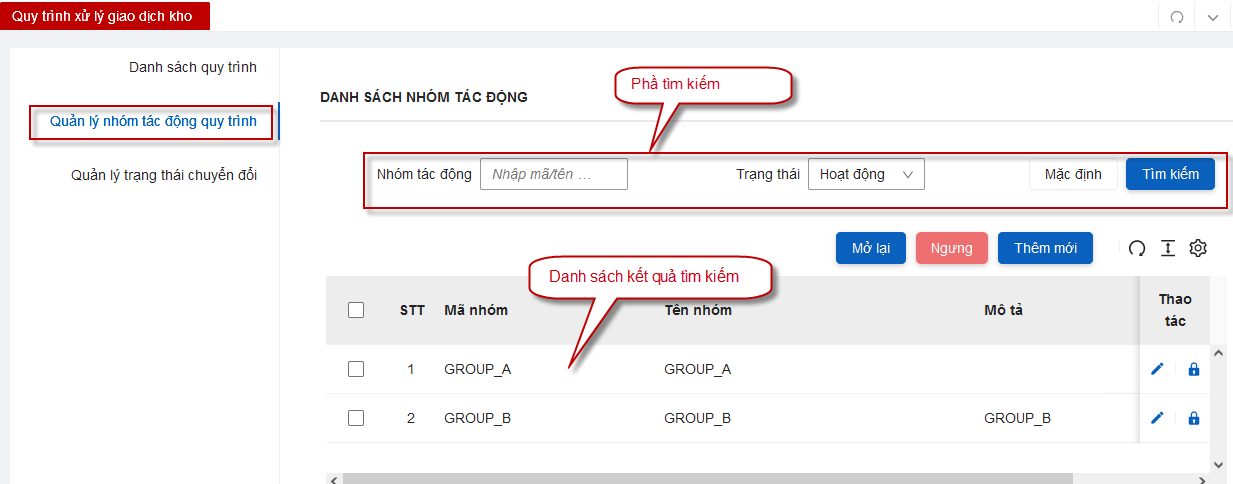 Quy trình xử lý giao dịch kho
Danh sách quy trình
Quản lý nhóm tác động quy trình
Quản lý trạng thái chuyển đổi
Phầ tìm kiếm
DANH SÁCH NHÓM TÁC ĐỘNG
Nhóm tác động Nhập mã/tên ... Trạng thái Hoạt động Mặc định Tìm kiếm
Mở lại Ngưng Thêm mới
Danh sách kết quả tìm kiếm
STT Mã nhóm Tên nhóm Mô tả Thao tác
1 GROUP_A GROUP_A
2 GROUP_B GROUP_B GROUP_B